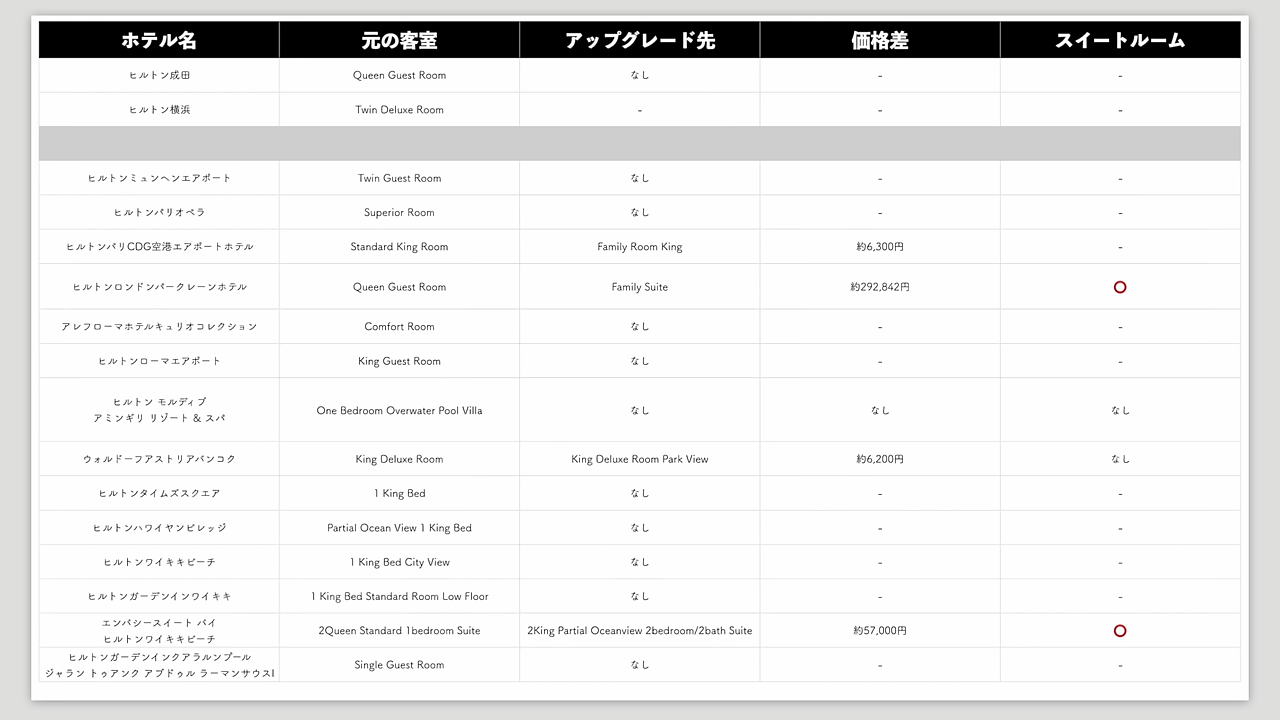 ホテル名 元の客室 アップグレード先 価格差 スイートルーム
ヒルトン成田 Queen Guest Room なし - -
ヒルトン横浜 Twin Deluxe Room - - -
ヒルトンミュンヘンエアポート Twin Guest Room なし - -
ヒルトンパリオペラ Superior Room なし - -
ヒルトンパリCDG空港エアポートホテル Standard King Room Family Room King 約6,300円 -
ヒルトンロンドンパークレーンホテル Queen Guest Room Family Suite 約292,842円 ○
アレフローマホテルキュリオコレクション Comfort Room なし - -
ヒルトンローマエアポート King Guest Room なし - -
ヒルトン モルディブ
アミンギリ リゾート & スパ One Bedroom Overwater Pool Villa なし なし なし
ウォルドーフアストリアバンコク King Deluxe Room King Deluxe Room Park View 約6,200円 なし
ヒルトンタイムズスクエア 1 King Bed なし - -
ヒルトンハワイヤンビレッジ Partial Ocean View 1 King Bed なし - -
ヒルトンワイキキビーチ 1 King Bed City View なし - -
ヒルトンガーデンインワイキキ 1 King Bed Standard Room Low Floor なし - -
エンバシースイート バイ
ヒルトンワイキキビーチ 2Queen Standard 1bedroom Suite 2King Partial Oceanview 2bedroom/2bath Suite 約57,000円 ○
ヒルトンガーデンインクアラルンプール
ジャラン トゥアンク アブドゥル ラーマンサウス Single Guest Room なし - -